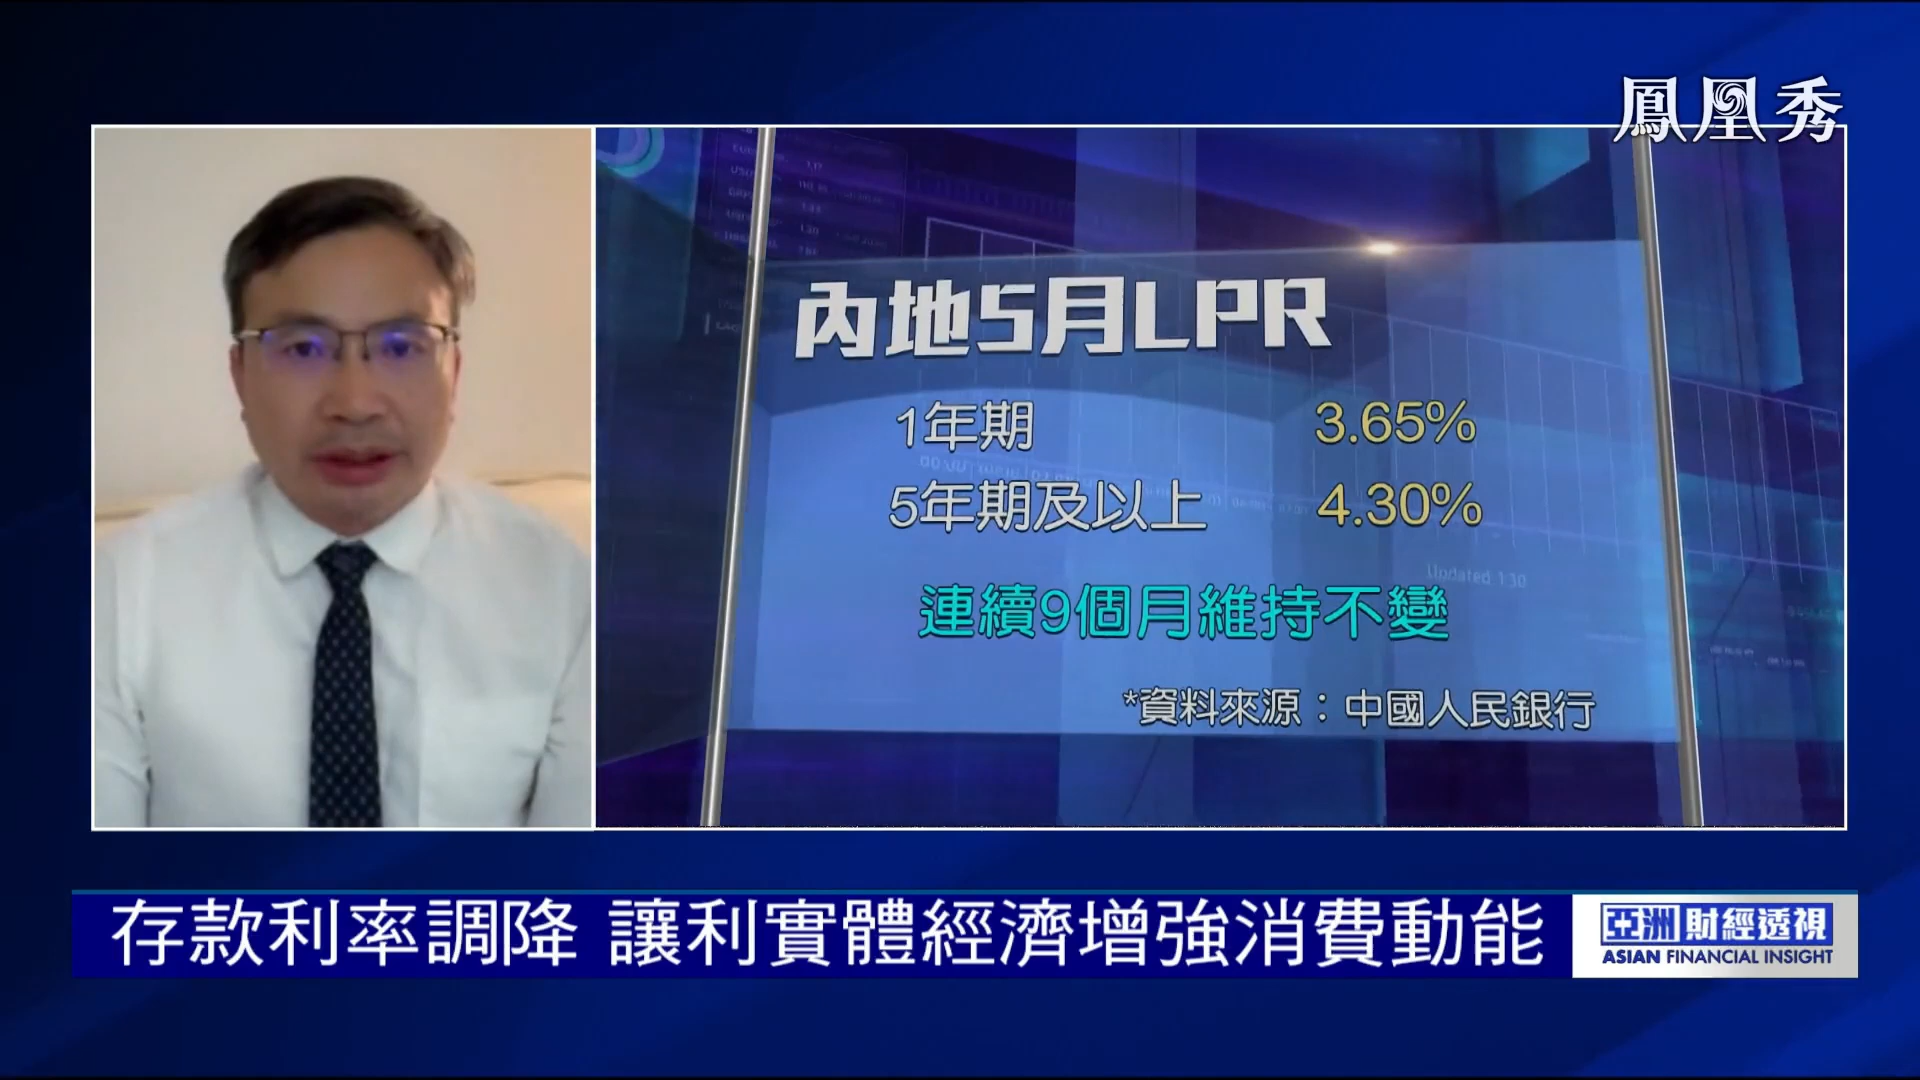 鳳凰秀
內地5月LPR
1年期 3.65%
5年期及以上 4.30%
Updated 1:30
連續9個月維持不變
*資料來源：中國人民銀行
存款利率調降 讓利實體經濟增強消費動能
亞洲財經透視
ASIAN FINANCIAL INSIGHT